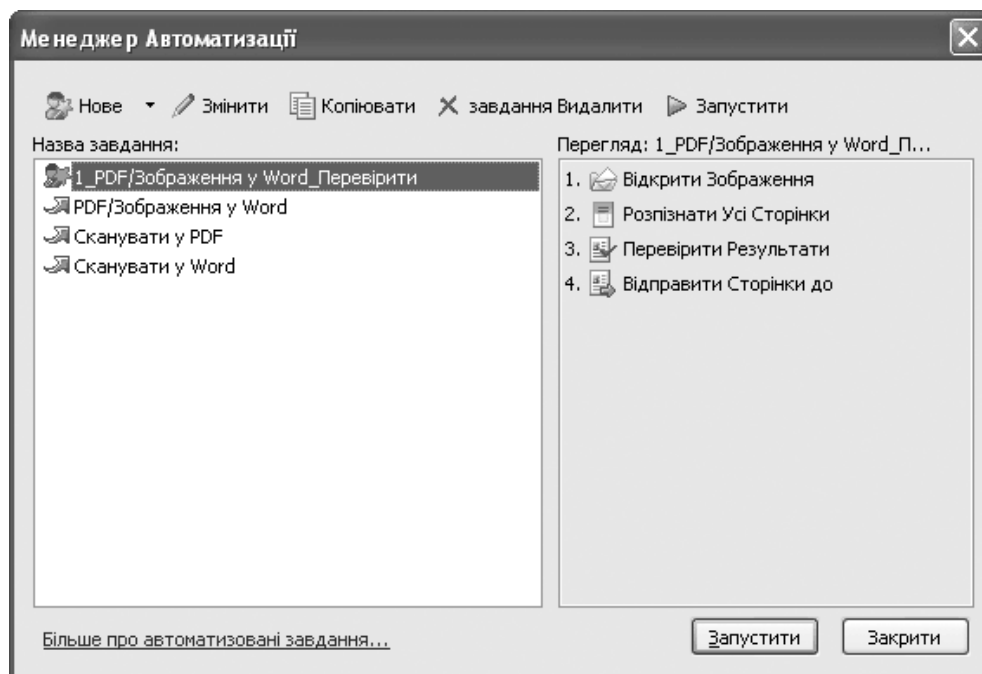 Менеджер Автоматизації
Нове Змінити Копіювати завдання Видалити Запустити
Назва завдання:
1_PDF/Зображення у Word_Перевірити
PDF/Зображення у Word
Сканувати у PDF
Сканувати у Word
Перегляд: 1_PDF/Зображення у Word_П...
1. Відкрити Зображення
2. Розпізнати Усі Сторінки
3. Перевірити Результати
4. Відправити Сторінки до
Більше про автоматизовані завдання...
Запустити Закрити